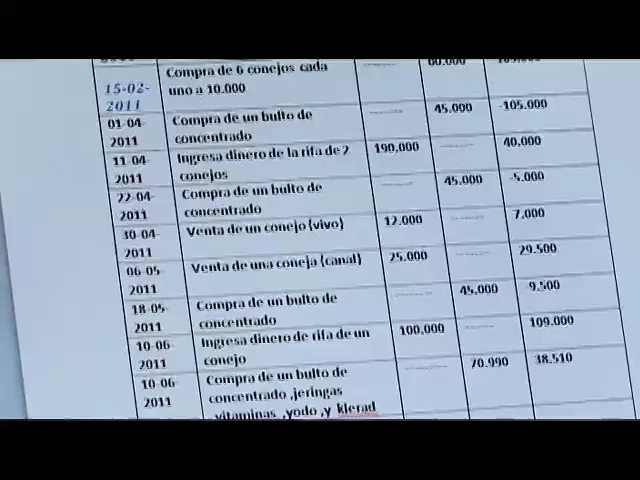 60.000
Compra de 6 conejos cada
uno a 10.000
15-02-
2011
01-04-
2011
Compra de un bulto de
concentrado
---------- 45.000 -105.000
11-04-
2011
Ingresa dinero de la rifa de 2
conejos
190,000 ---------- 40,000
22-04-
2011
Compra de un bulto de
concentrado
---------- 45.000 -5.000
30-04-
2011
Venta de un conejo (vivo)
12.000 ---------- 7.000
06-05-
2011
Venta de una coneja (canal)
25.000 ---------- 29.500
18-05-
2011
Compra de un bulto de
concentrado
---------- 45.000 9.500
10-06-
2011
Ingresa dinero de rifa de un
conejo
100,000 ---------- 109.000
10-06-
2011
Compra de un bulto de
concentrado ,jeringas
vitaminas ,yodo ,y klerad
---------- 70.990 38.510